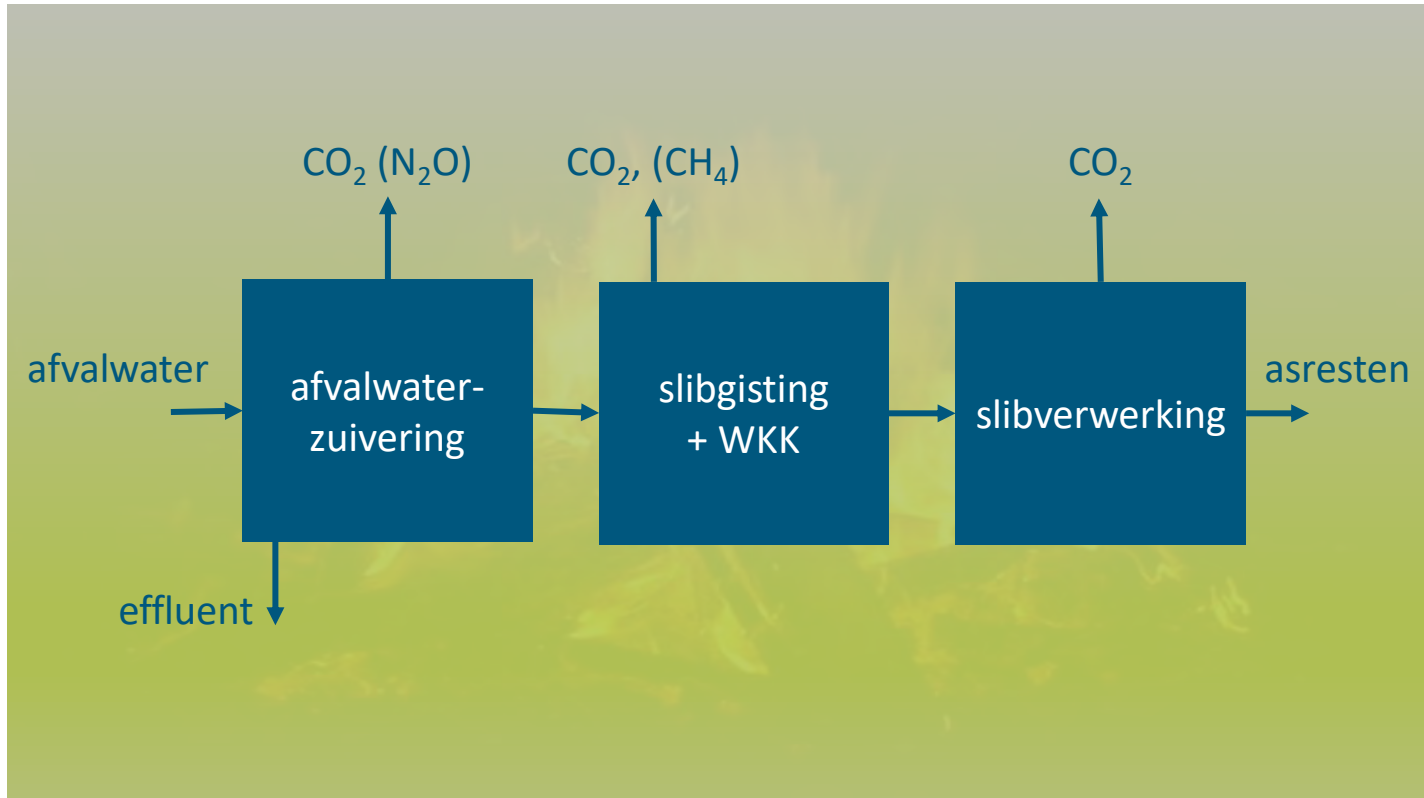 CO₂ (N₂O)
CO₂, (CH₄)
CO₂
afvalwater
afvalwater-
zuivering
slibgisting
+ WKK
slibverwerking
asresten
effluent